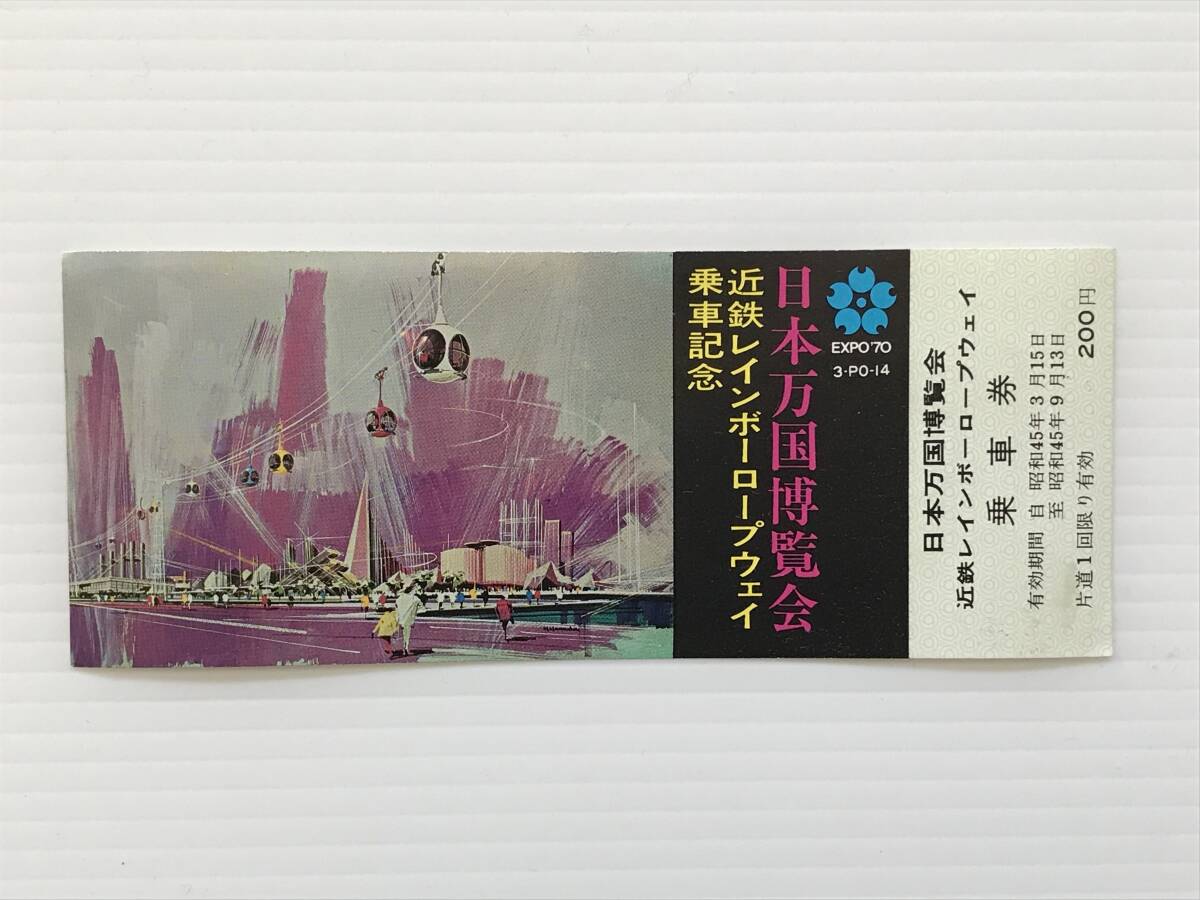 日本万国博覧会
近鉄レインボーロープウェイ
乗車記念
EXPO'70
3-PO-14
日本万国博覧会
近鉄レインボーロープウェイ
乗車券
有効期間 自 昭和45年3月15日
至 昭和45年9月13日
片道1回限り有効 200円